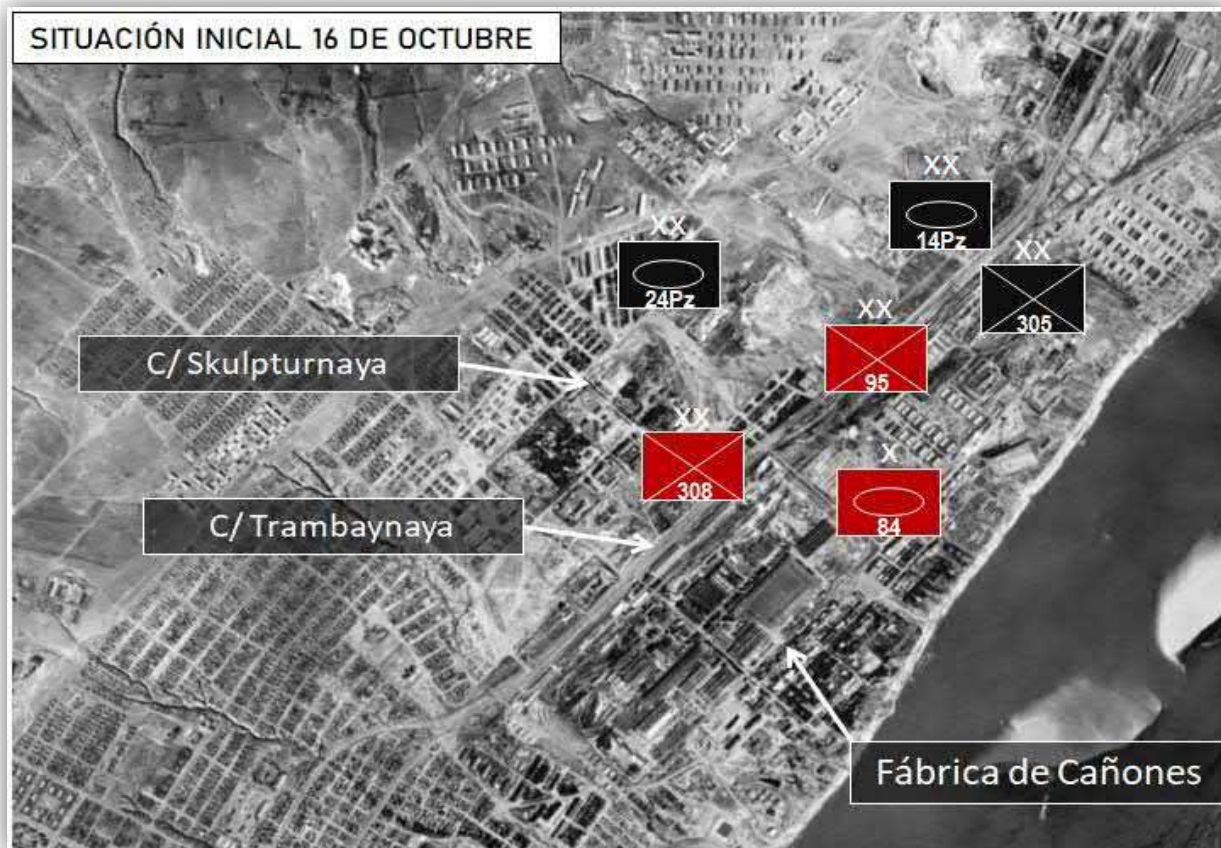 SITUACIÓN INICIAL 16 DE OCTUBRE
XX
14Pz
XX
24Pz
XX
305
XX
95
C/ Skulpturnaya
XX
308
X
84
C/ Trambaynaya
Fábrica de Cañones